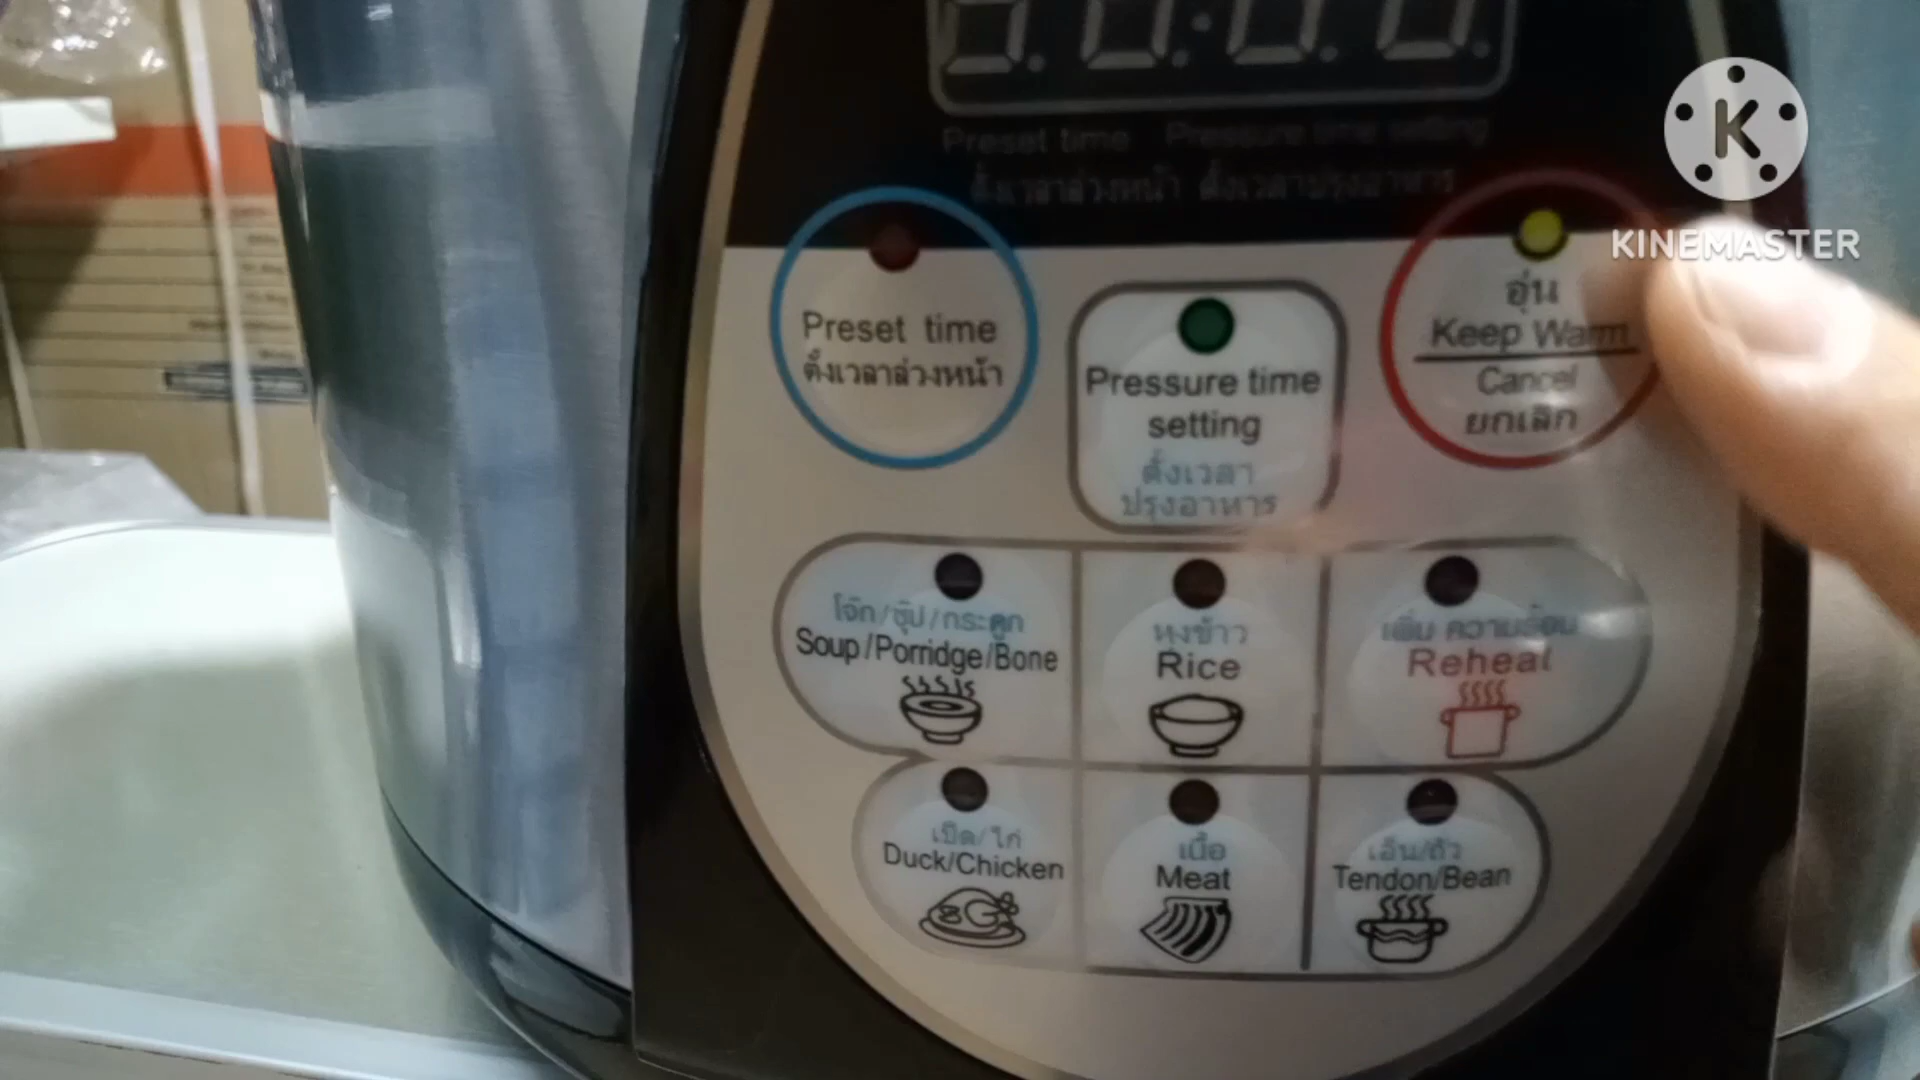 Preset time Pressure time setting
ตั้งเวลาล่วงหน้า ตั้งเวลาปรุงอาหาร
K
KINEMASTER
Preset time
ตั้งเวลาล่วงหน้า
Pressure time
setting
ตั้งเวลา
ปรุงอาหาร
อุ่น
Keep Warm
Cancel
ยกเลิก
โจ๊ก/ซุป/กระดูก
Soup/Porridge/Bone
หุงข้าว
Rice
เพิ่ม ความร้อน
Reheat
เป็ด/ไก่
Duck/Chicken
เนื้อ
Meat
เอ็น/ถั่ว
Tendon/Bean